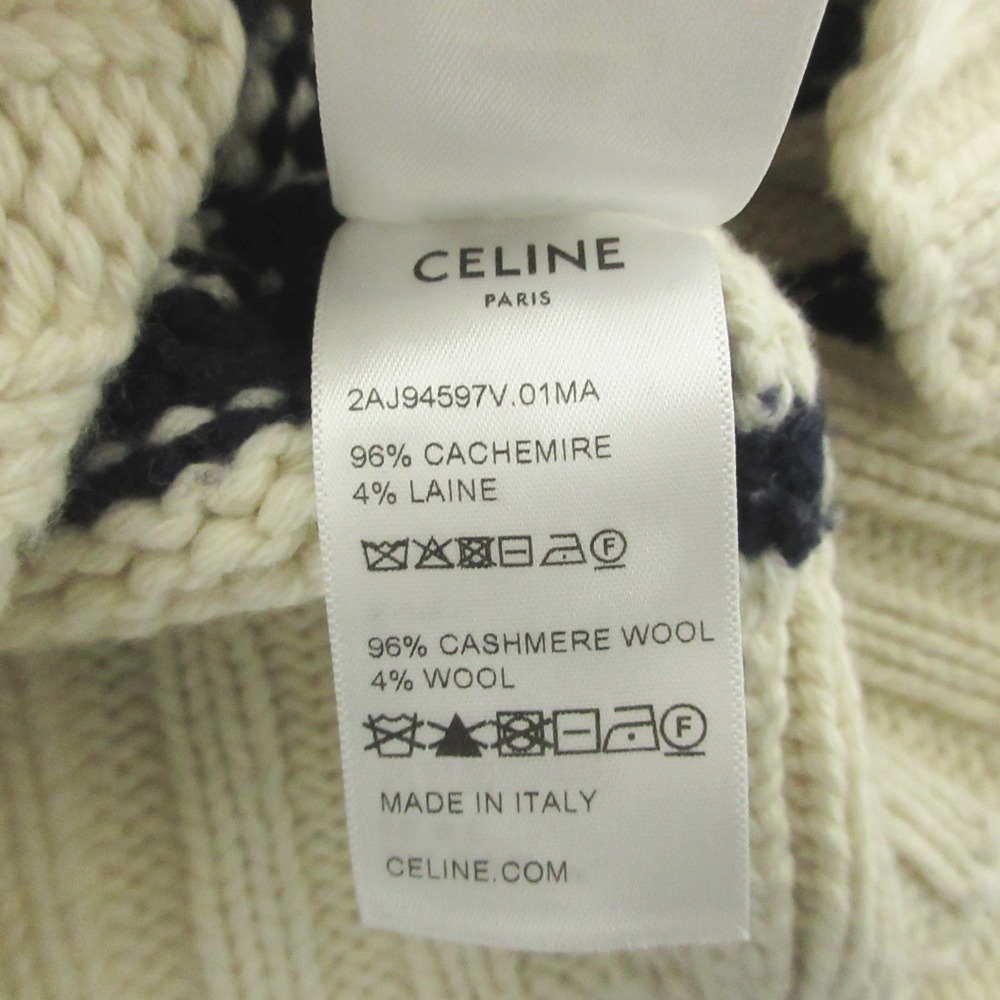 CELINE
PARIS
2AJ94597V.01MA
96% CACHEMIRE
4% LAINE
F
96% CASHMERE WOOL
4% WOOL
F
MADE IN ITALY
CELINE.COM